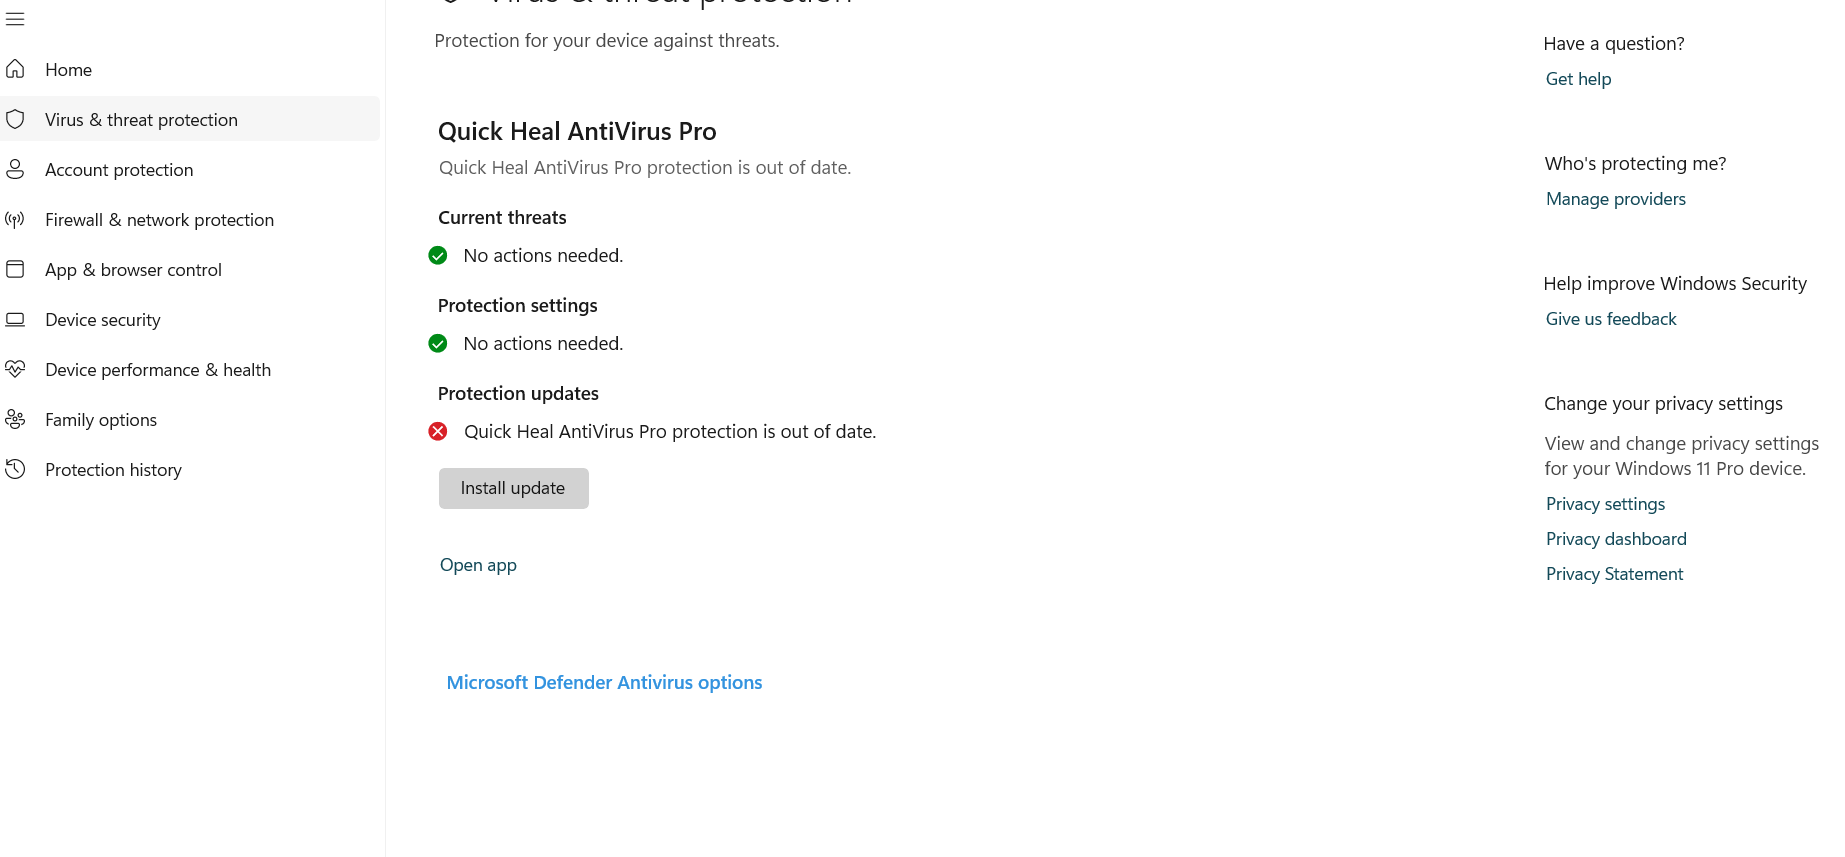 Virus & threat protection
Protection for your device against threats.
Home
Virus & threat protection
Account protection
Firewall & network protection
App & browser control
Device security
Device performance & health
Family options
Protection history
Quick Heal AntiVirus Pro
Quick Heal AntiVirus Pro protection is out of date.
Current threats
No actions needed.
Protection settings
No actions needed.
Protection updates
Quick Heal AntiVirus Pro protection is out of date.
Install update
Open app
Microsoft Defender Antivirus options
Have a question?
Get help
Who's protecting me?
Manage providers
Help improve Windows Security
Give us feedback
Change your privacy settings
View and change privacy settings
for your Windows 11 Pro device.
Privacy settings
Privacy dashboard
Privacy Statement